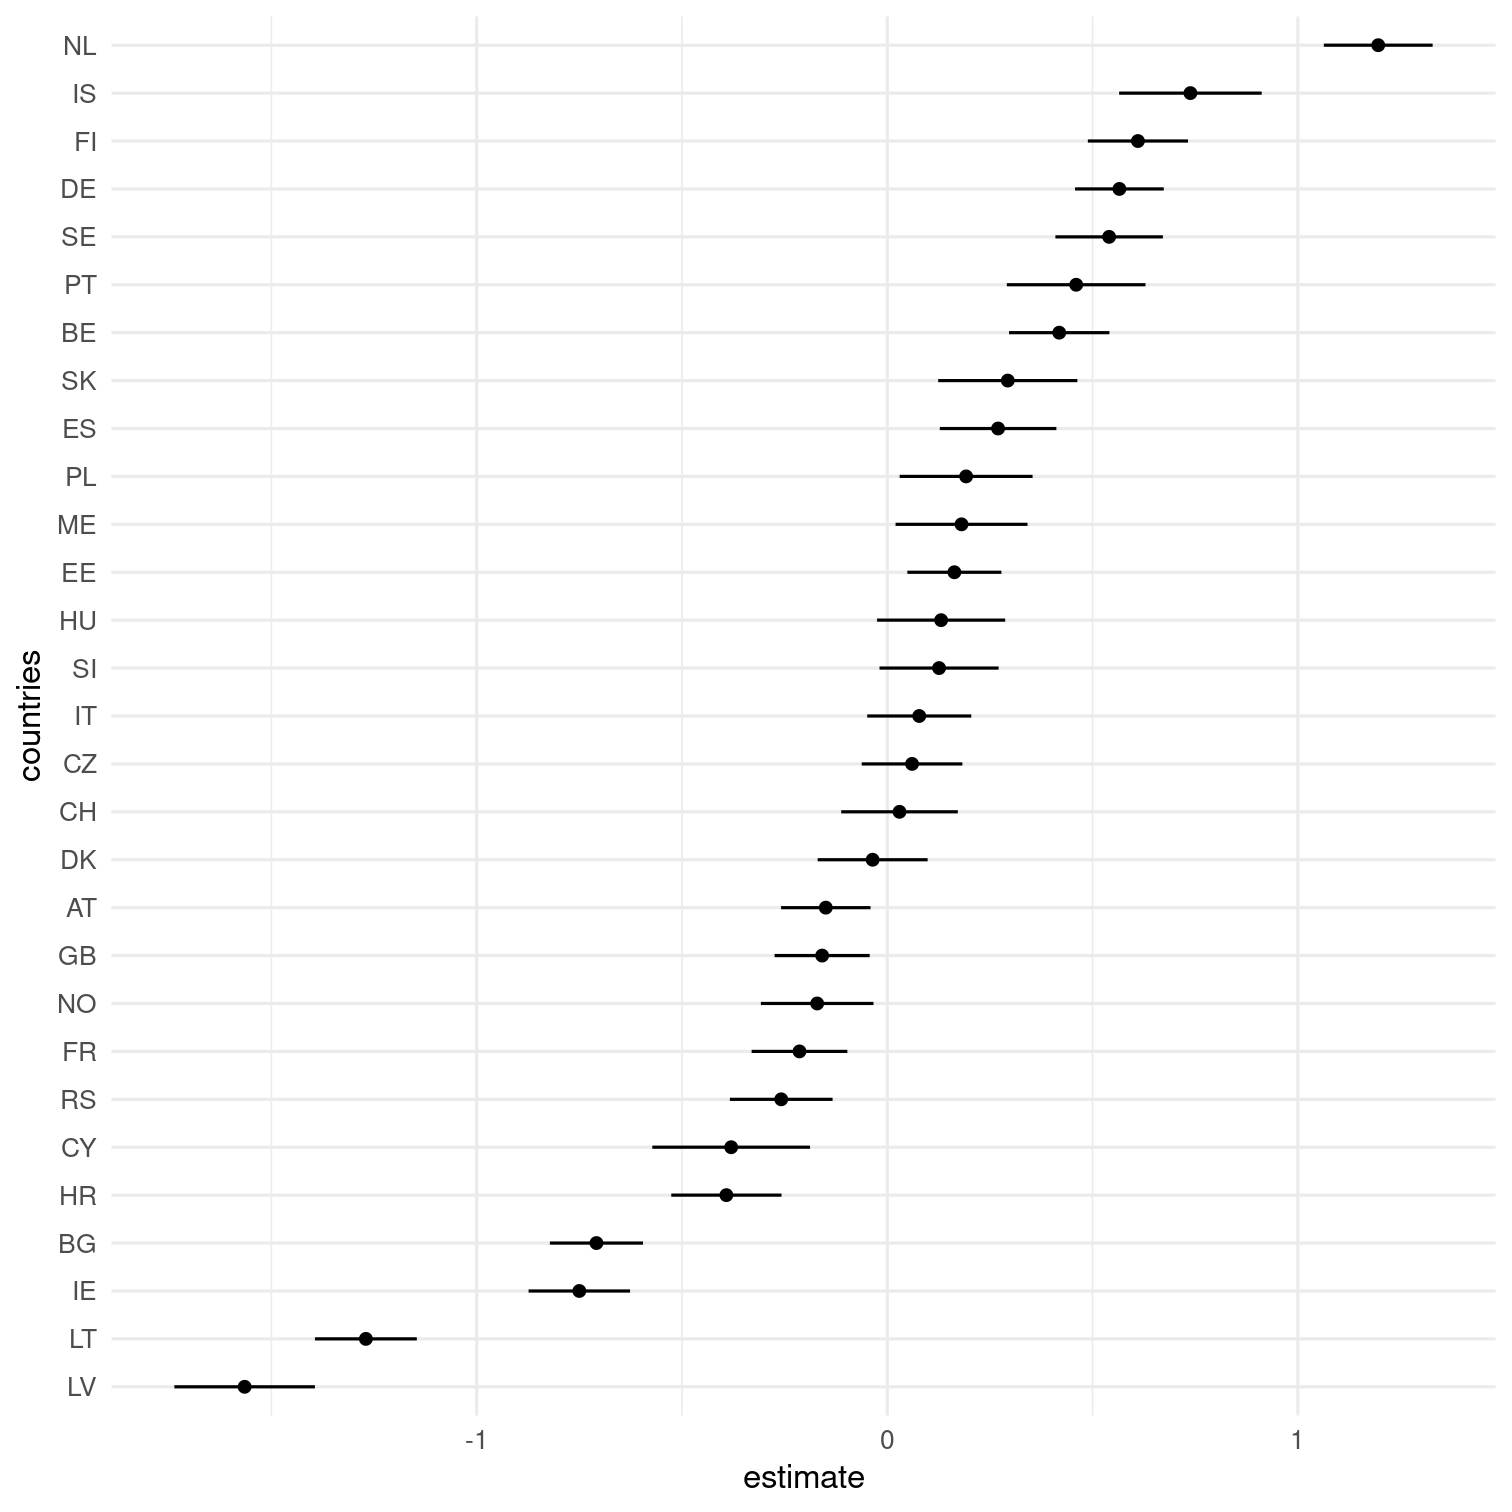 NL
IS
FI
DE
SE
PT
BE
SK
ES
PL
ME
EE
HU
SI
IT
CZ
CH
DK
AT
GB
NO
FR
RS
CY
HR
BG
IE
LT
LV
countries
-1 0 1
estimate